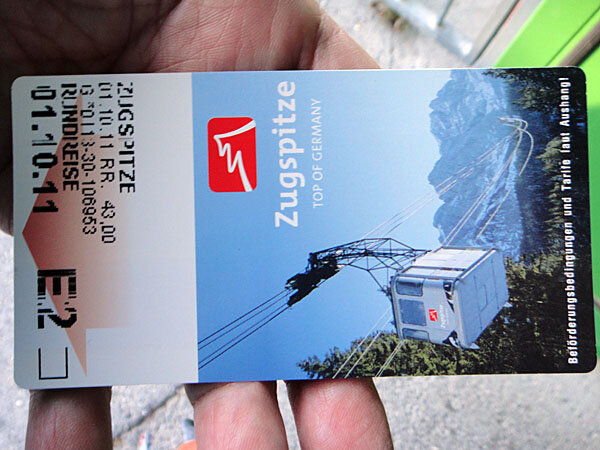 ZUGSPITZE
01.10.11 RR. 43,00
RUNDREISE
01.10.11
E2
Zugspitze
TOP OF GERMANY
Beförderungsbedingungen und Tarife laut Aushang!